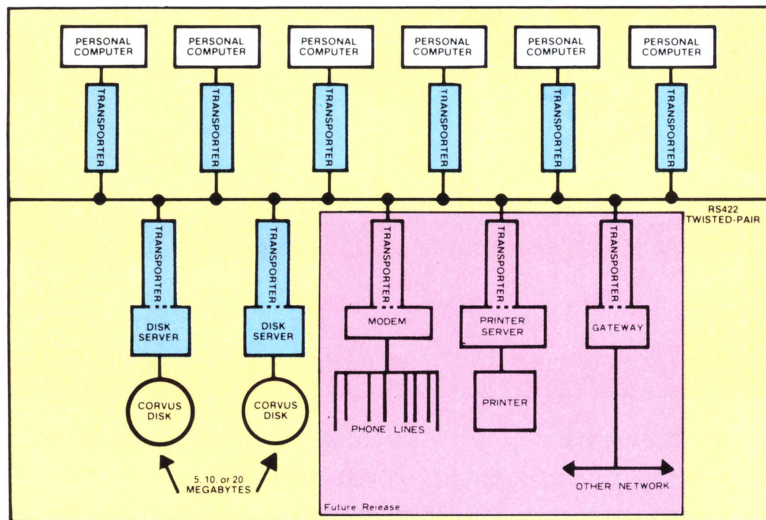 PERSONAL COMPUTER
PERSONAL COMPUTER
PERSONAL COMPUTER
PERSONAL COMPUTER
PERSONAL COMPUTER
PERSONAL COMPUTER
TRANSPORTER
TRANSPORTER
TRANSPORTER
TRANSPORTER
TRANSPORTER
TRANSPORTER
RS422
TWISTED-PAIR
TRANSPORTER
TRANSPORTER
TRANSPORTER
TRANSPORTER
TRANSPORTER
DISK
SERVER
DISK
SERVER
MODEM
PRINTER
SERVER
GATEWAY
CORVUS
DISK
CORVUS
DISK
PHONE LINES
PRINTER
5, 10, or 20
MEGABYTES
OTHER NETWORK
Future Release